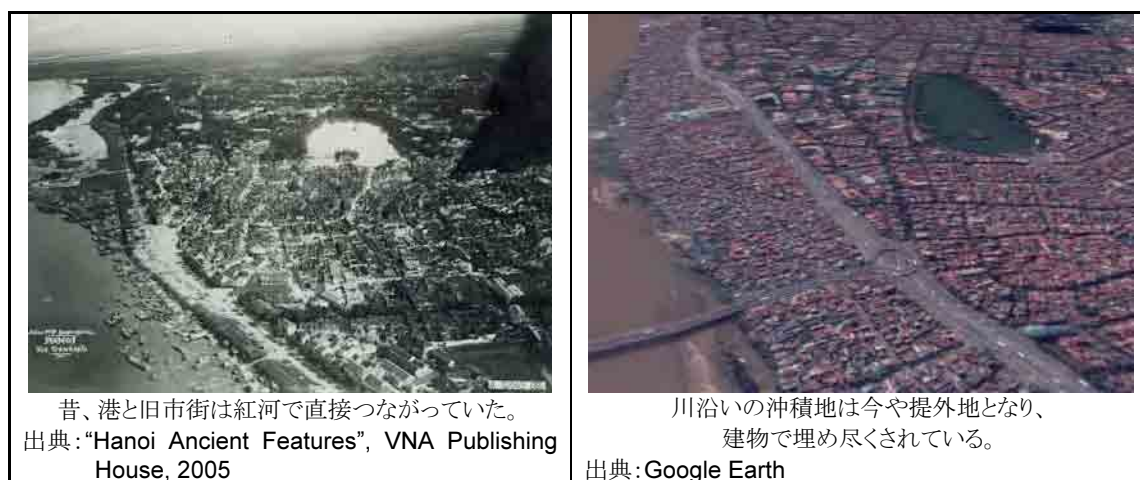 昔、港と旧市街は紅河で直接つながっていた。
出典：“Hanoi Ancient Features”, VNA Publishing
House, 2005
川沿いの沖積地は今や提外地となり、
建物で埋め尽くされている。
出典：Google Earth